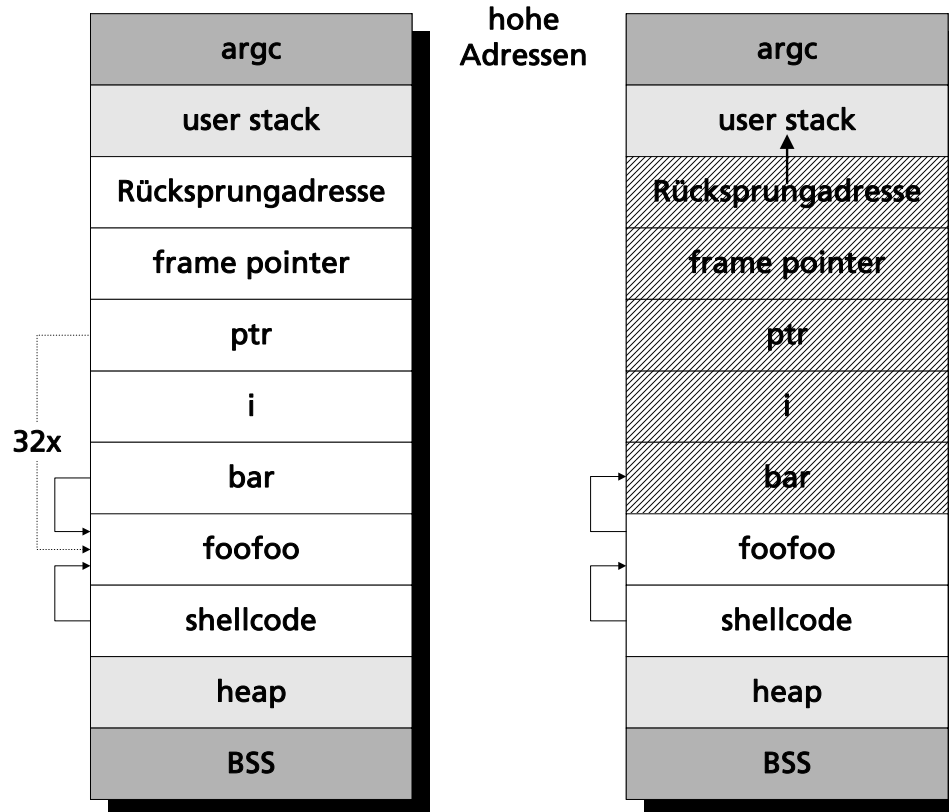 argc
user stack
Rücksprungadresse
frame pointer
ptr
i
32x
bar
foofoo
shellcode
heap
BSS
hohe
Adressen
argc
user stack
Rücksprungadresse
frame pointer
ptr
i
bar
foofoo
shellcode
heap
BSS